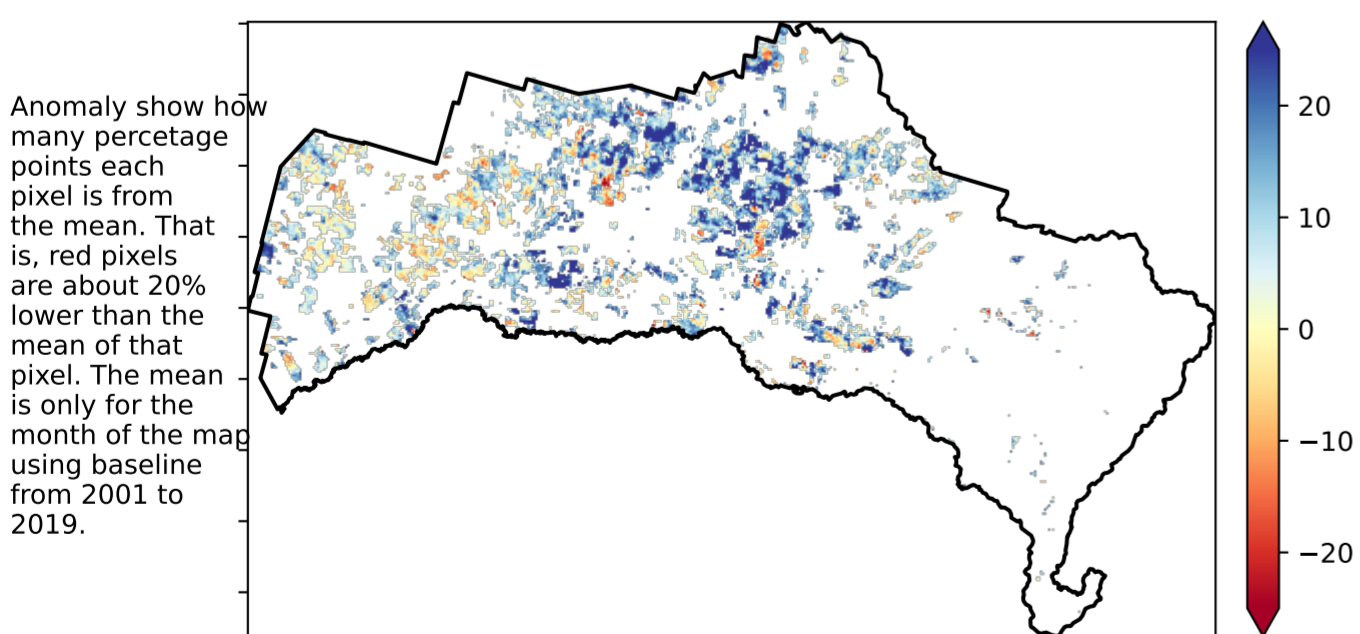 Anomaly show how
many percetage
points each
pixel is from
the mean. That
is, red pixels
are about 20%
lower than the
mean of that
pixel. The mean
is only for the
month of the map
using baseline
from 2001 to
2019.
20
10
0
−10
−20